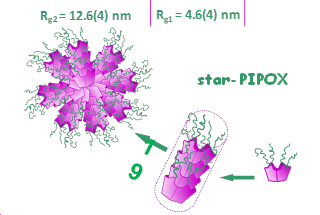 Rg2 = 12.6(4) nm
Rg1 = 4.6(4) nm
star-PIPOX
9